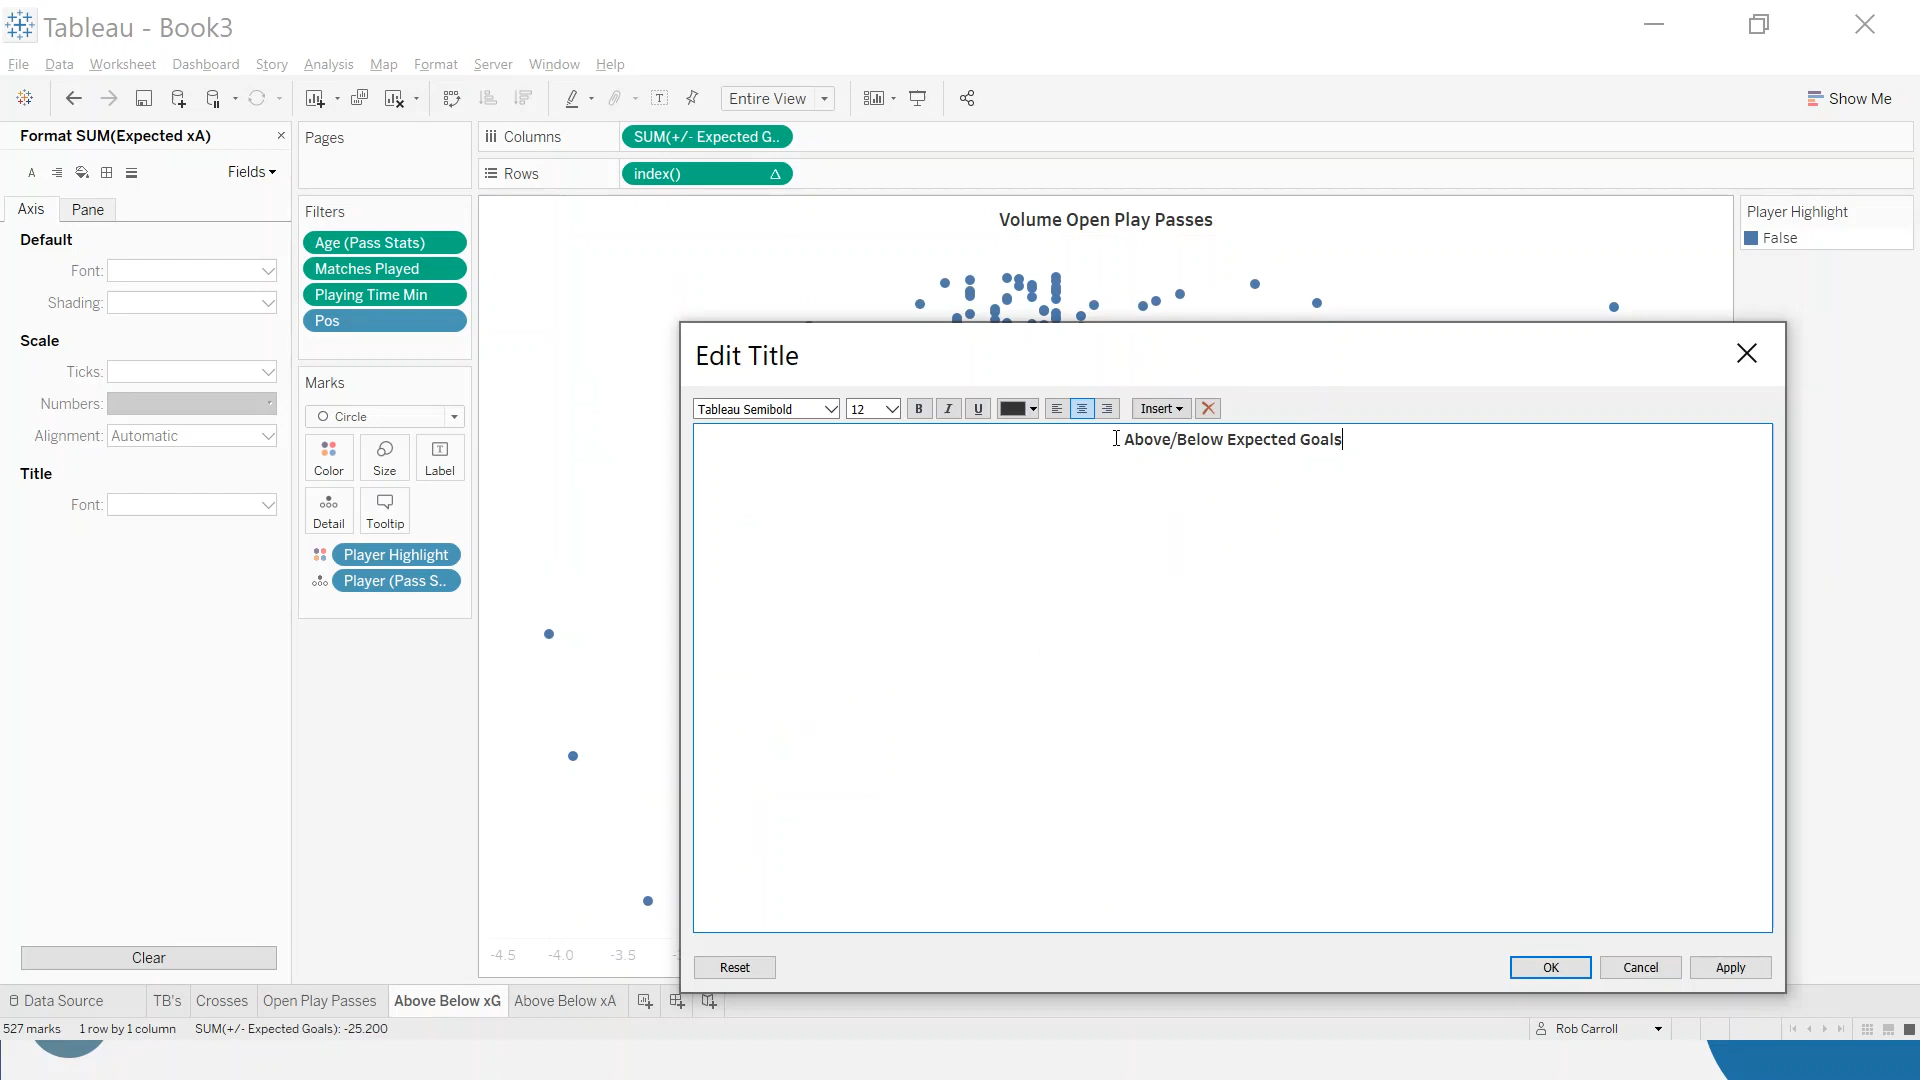 Tableau - Book3
File Data Worksheet Dashboard Story Analysis Map Format Server Window Help
Entire View
Show Me
Format SUM(Expected xA)
Fields
Axis Pane
Default
Font:
Shading:
Scale
Ticks:
Numbers:
Alignment: Automatic
Title
Font:
Clear
Pages
Filters
Age (Pass Stats)
Matches Played
Playing Time Min
Pos
Marks
Circle
Color Size Label
Detail Tooltip
Player Highlight
Player (Pass S..
Columns SUM(+/- Expected G..
Rows index()
Volume Open Play Passes
Player Highlight
False
Edit Title
Tableau Semibold 12 B I U Insert
Above/Below Expected Goals
Reset OK Cancel Apply
-4.5 -4.0 -3.5
Data Source TB's Crosses Open Play Passes Above Below xG Above Below xA
527 marks 1 row by 1 column SUM(+/- Expected Goals): -25.200 Rob Carroll